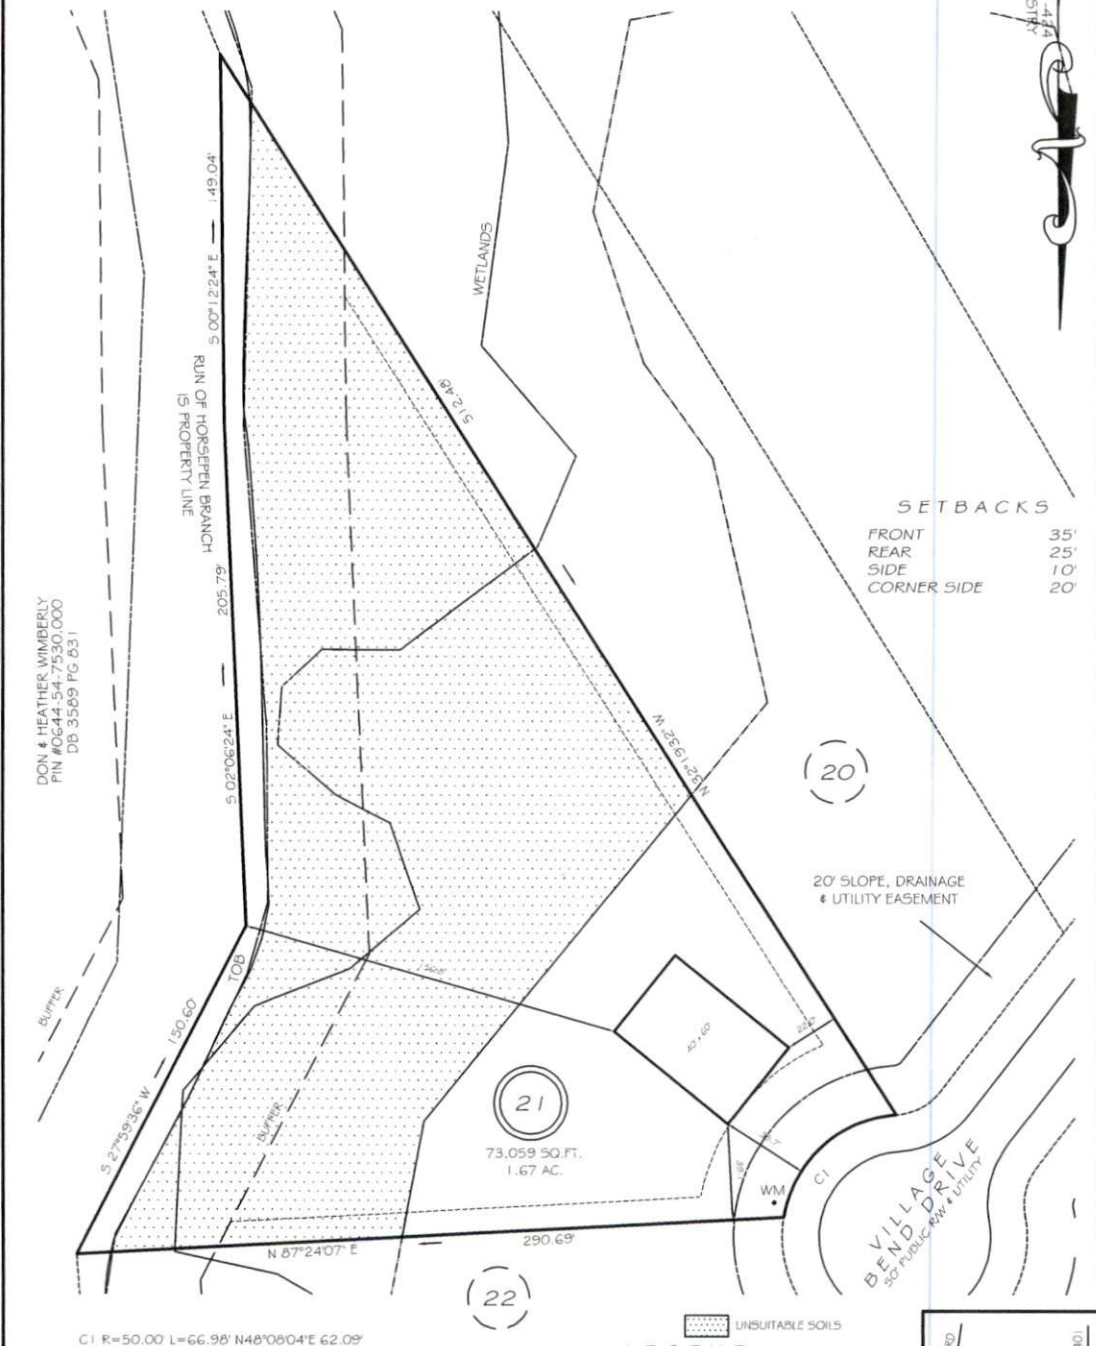 -424
STRY
S 00°12'24" E
149.04'
RUN OF HORSEPEN BRANCH
IS PROPERTY LINE
WETLANDS
512.48'
SETBACKS
FRONT 35'
REAR 25'
SIDE 10'
CORNER SIDE 20'
205.79'
S 02°06'24" E
DON & HEATHER WIMBERLY
PIN #0644-54-7530.000
DB 3589 PG 831
N 32°19'32" W
20
20' SLOPE, DRAINAGE
& UTILITY EASEMENT
TOB
BUFFER
150.60'
S 27°59'36" W
BUFFER
40' x 60'
21
73,059 SQ.FT.
1.67 AC.
WM
C1
VILLAGE
BEND DRIVE
50' PUBLIC R/W & UTILITY
N 87°24'07" E
290.69'
22
UNSUITABLE SOILS
C1 R=50.00' L=66.98' N48°08'04"E 62.09'